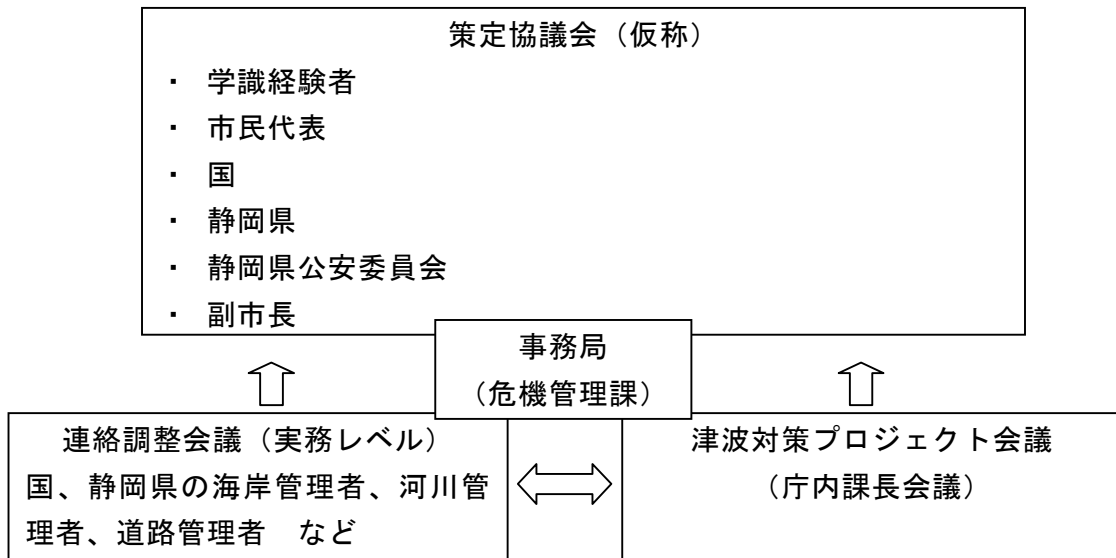 策定協議会（仮称）
・ 学識経験者
・ 市民代表
・ 国
・ 静岡県
・ 静岡県公安委員会
・ 副市長
事務局
（危機管理課）
連絡調整会議（実務レベル）
国、静岡県の海岸管理者、河川管
理者、道路管理者　など
津波対策プロジェクト会議
（庁内課長会議）